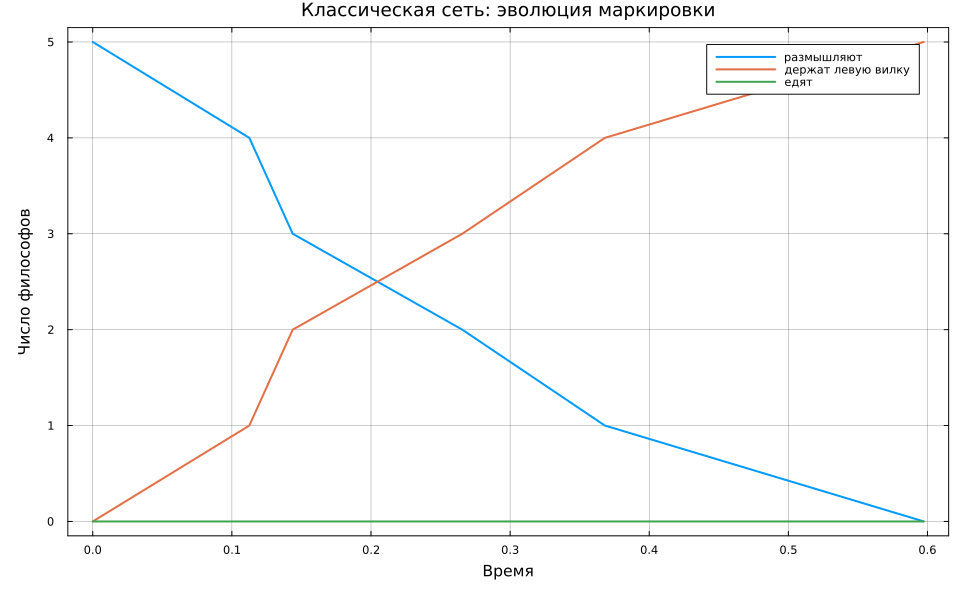 Классическая сеть: эволюция маркировки
размышляют
держат левую вилку
едят
Число философов
5
4
3
2
1
0
0.0 0.1 0.2 0.3 0.4 0.5 0.6
Время